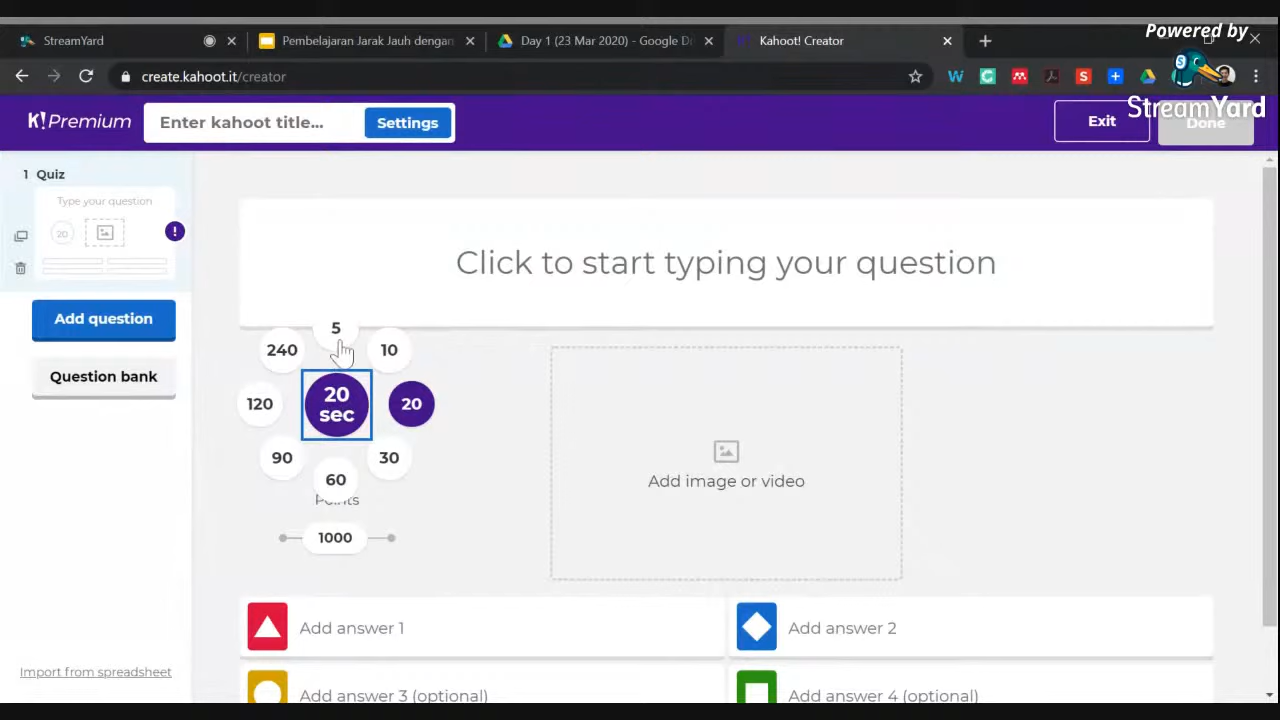 Powered by
StreamYard
StreamYard
Pembelajaran Jarak Jauh dengan
Day 1 (23 Mar 2020) - Google D
Kahoot! Creator
create.kahoot.it/creator
K!Premium
Enter kahoot title...
Settings
Exit
Done
1 Quiz
Type your question
20
!
Add question
Question bank
Import from spreadsheet
Click to start typing your question
5
240
10
120
20
sec
20
90
30
60
Points
1000
Add image or video
Add answer 1
Add answer 2
Add answer 3 (optional)
Add answer 4 (optional)